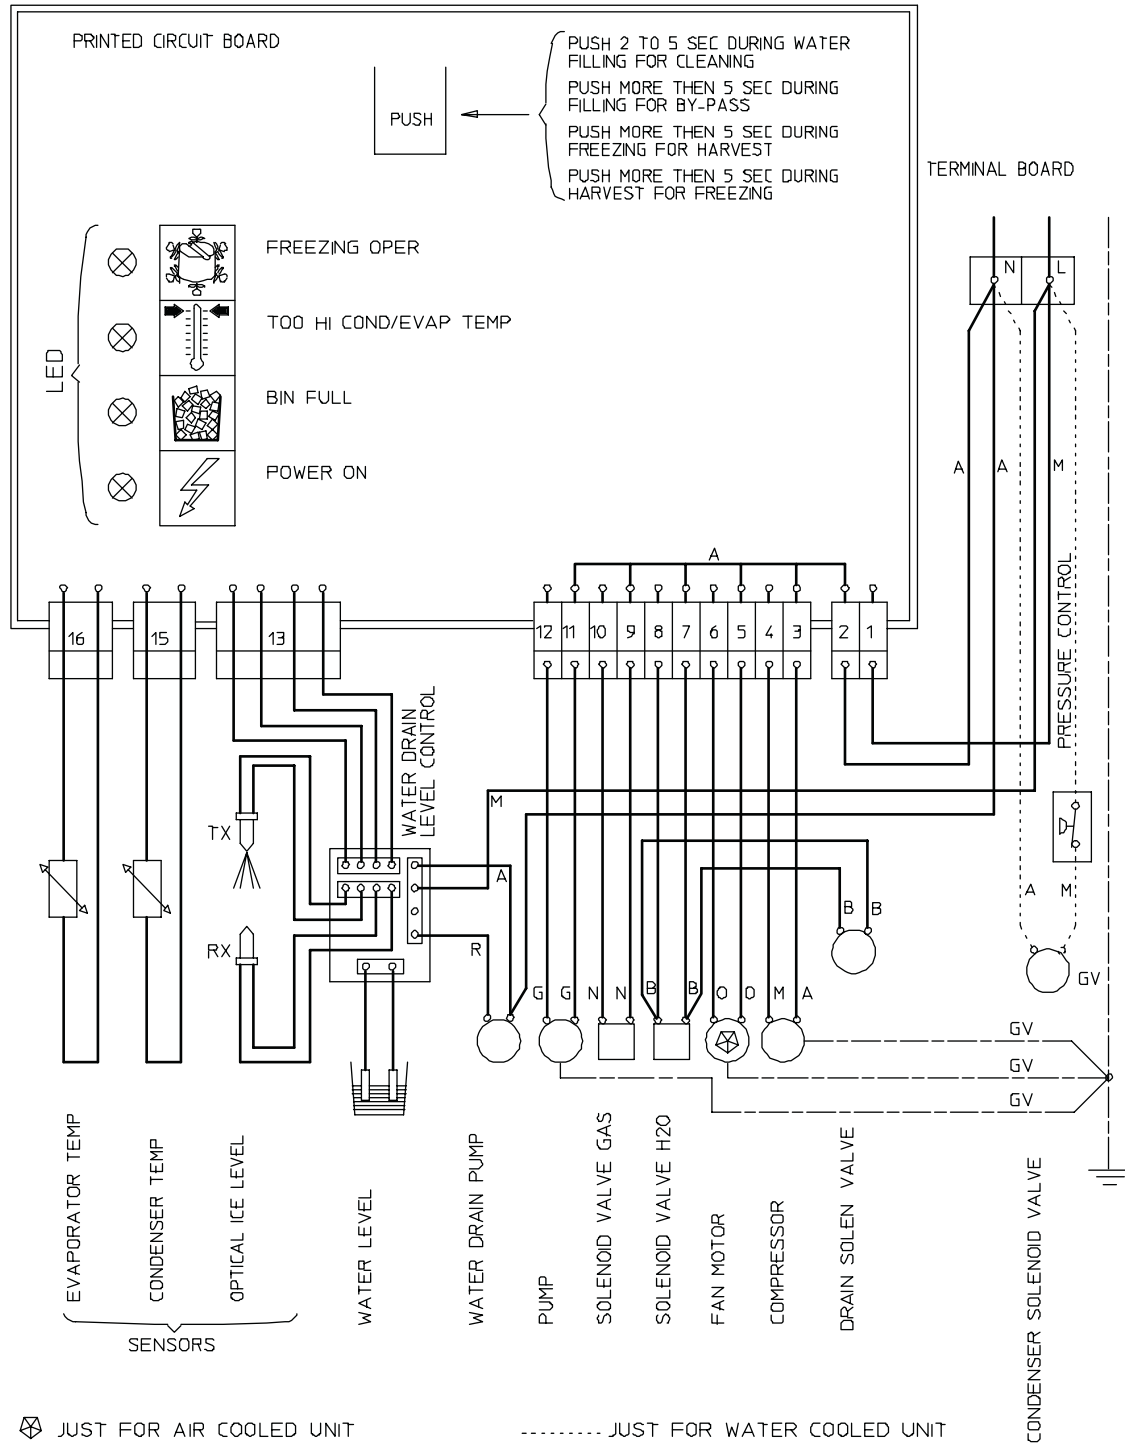 PRINTED CIRCUIT BOARD
PUSH
PUSH 2 TO 5 SEC DURING WATER
FILLING FOR CLEANING
PUSH MORE THEN 5 SEC DURING
FILLING FOR BY-PASS
PUSH MORE THEN 5 SEC DURING
FREEZING FOR HARVEST
PUSH MORE THEN 5 SEC DURING
HARVEST FOR FREEZING
TERMINAL BOARD
N
L
LED
FREEZING OPER
TOO HI COND/EVAP TEMP
BIN FULL
POWER ON
A
A
M
A
16
15
13
12
11
10
9
8
7
6
5
4
3
2
1
PRESSURE CONTROL
WATER DRAIN
LEVEL CONTROL
M
TX
A
RX
R
B
B
A
M
G
G
N
N
B
B
O
O
M
A
GV
GV
GV
GV
EVAPORATOR TEMP
CONDENSER TEMP
OPTICAL ICE LEVEL
WATER LEVEL
WATER DRAIN PUMP
PUMP
SOLENOID VALVE GAS
SOLENOID VALVE H2O
FAN MOTOR
COMPRESSOR
DRAIN SOLEN VALVE
CONDENSER SOLENOID VALVE
SENSORS
JUST FOR AIR COOLED UNIT
JUST FOR WATER COOLED UNIT